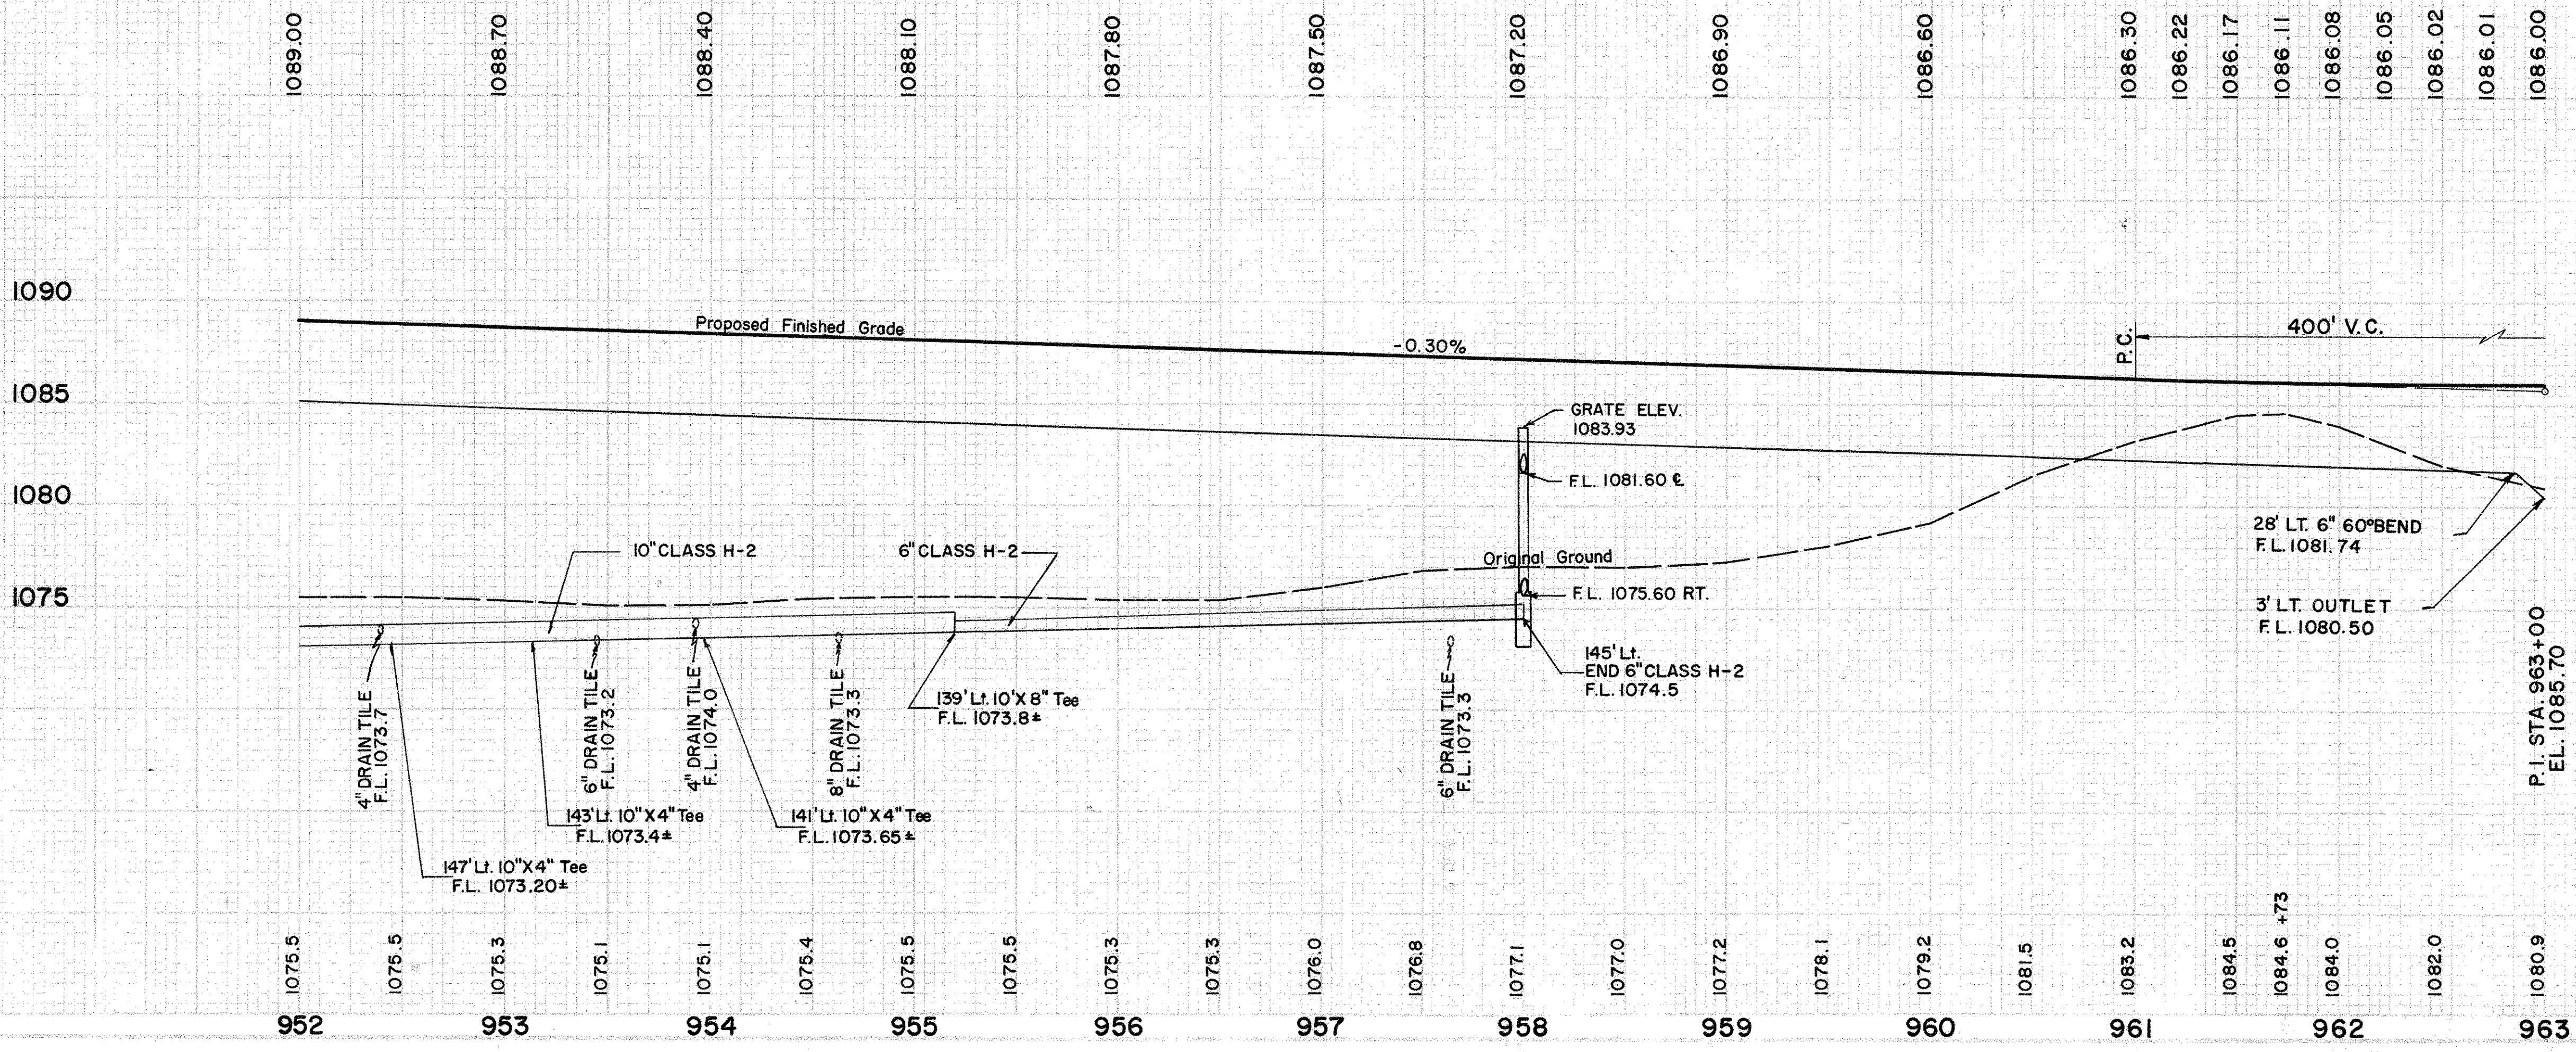 1089.00
1088.70
1088.40
1088.10
1087.80
1087.50
1087.20
1086.90
1086.60
1086.30
1086.22
1086.17
1086.11
1086.08
1086.05
1086.02
1086.01
1086.00
1090
Proposed Finished Grade
-0.30%
P.C.
400' V.C.
1085
GRATE ELEV.
1083.93
F.L. 1081.60 ℄
1080
28' LT. 6" 60° BEND
F.L. 1081.74
10" CLASS H-2
6" CLASS H-2
Original Ground
1075
F.L. 1075.60 RT.
3' LT. OUTLET
F.L. 1080.50
145' Lt.
END 6" CLASS H-2
F.L. 1074.5
139' Lt. 10'X 8" Tee
F.L. 1073.8±
4" DRAIN TILE
F.L. 1073.7
6" DRAIN TILE
F.L. 1073.2
4" DRAIN TILE
F.L. 1074.0
8" DRAIN TILE
F.L. 1073.3
6" DRAIN TILE
F.L. 1073.3
P.I. STA. 963+00
EL. 1085.70
143' Lt. 10" X 4" Tee
F.L. 1073.4±
141' Lt. 10" X 4" Tee
F.L. 1073.65±
147' Lt. 10"X 4" Tee
F.L. 1073.20±
1075.5
1075.5
1075.3
1075.1
1075.1
1075.4
1075.5
1075.5
1075.3
1075.3
1076.0
1076.8
1077.1
1077.0
1077.2
1078.1
1079.2
1081.5
1083.2
1084.5
1084.6 +73
1084.0
1082.0
1080.9
952
953
954
955
956
957
958
959
960
961
962
963